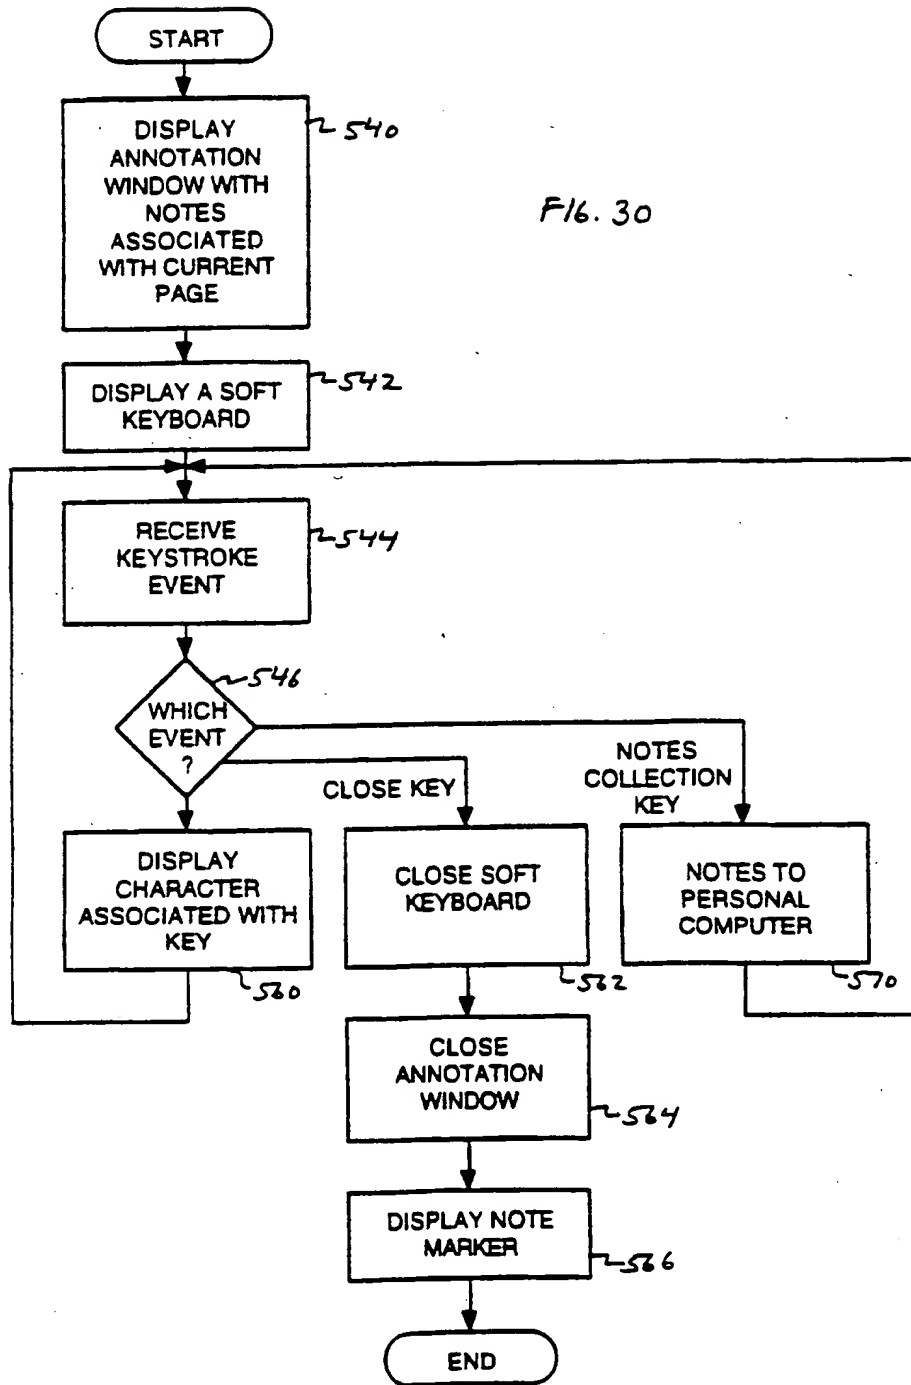 START
DISPLAY
ANNOTATION
WINDOW WITH
NOTES
ASSOCIATED
WITH CURRENT
PAGE
540
FIG. 30
DISPLAY A SOFT
KEYBOARD
542
RECEIVE
KEYSTROKE
EVENT
544
WHICH
EVENT
?
546
CLOSE KEY
NOTES
COLLECTION
KEY
DISPLAY
CHARACTER
ASSOCIATED WITH
KEY
560
CLOSE SOFT
KEYBOARD
562
NOTES TO
PERSONAL
COMPUTER
570
CLOSE
ANNOTATION
WINDOW
564
DISPLAY NOTE
MARKER
566
END